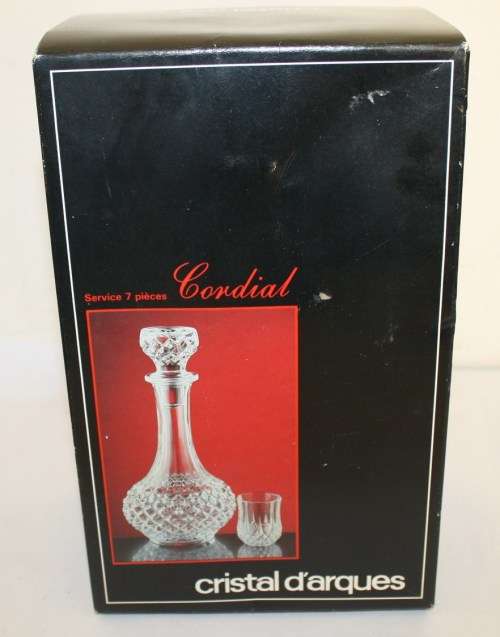 Service 7 pièces Cordial
cristal d'arques